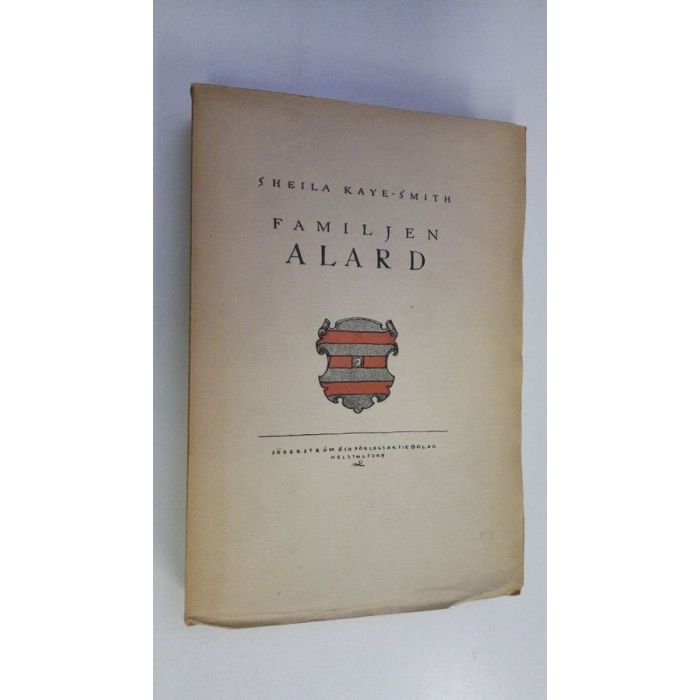 SHEILA KAYE-SMITH
FAMILJEN
ALARD
SÖDERSTRÖM & CO FÖRLAGSAKTIEBOLAG
HELSINGFORS